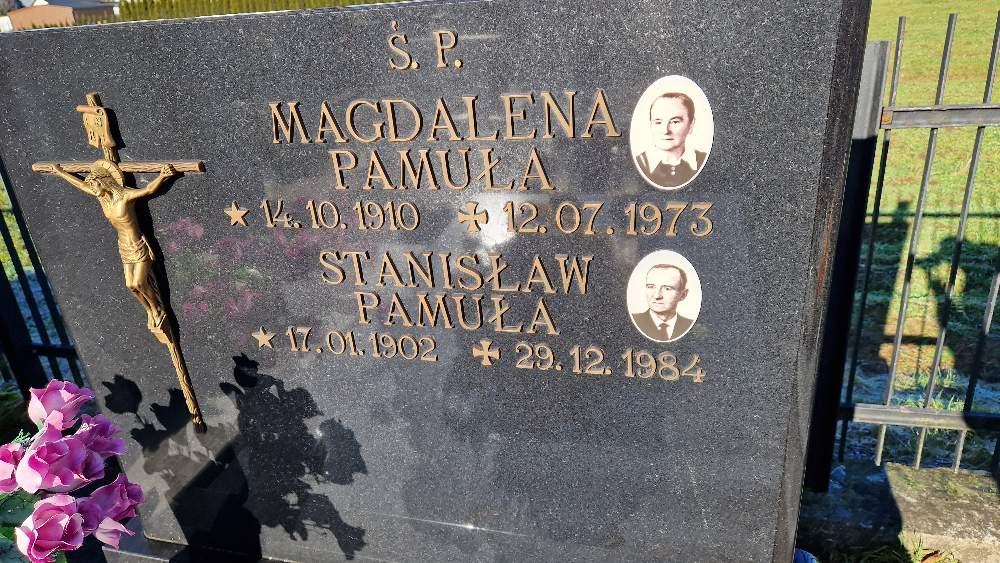 Ś. P.
MAGDALENA
PAMUŁA
14.10.1910 12.07.1973
STANISŁAW
PAMUŁA
17.01.1902 29.12.1984